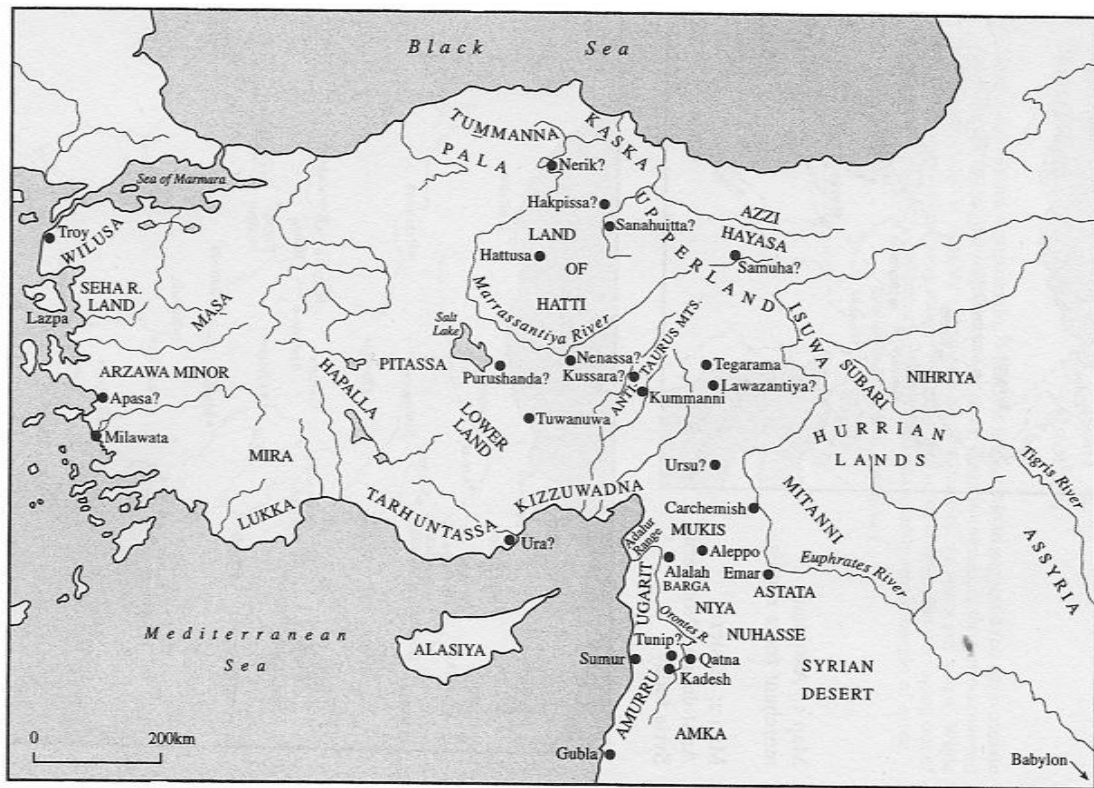 Black Sea
TUMMANNA
KASKA
PALA
Nerik?
Sea of Marmara
Hakpissa?
UPPER LAND
AZZI
Troy
WILUSA
Sanahuitta?
HAYASA
LAND
OF
HATTI
Hattusa
Samuha?
SEHA R.
LAND
MASA
Lazpa
Marrassantiya River
ISUWA
Salt
Lake
ANTI-TAURUS MTS.
ARZAWA MINOR
HAPALLA
PITASSA
Purushanda?
Nenassa?
Kussara?
Tegarama
SUBARI
NIHRIYA
Apasa?
Kummanni
Lawazantiya?
LOWER
LAND
Tuwanuwa
Milawata
HURRIAN
LANDS
MIRA
Ursu?
Tigris River
LUKKA
TARHUNTASSA
KIZZUWADNA
Carchemish
MITANNI
Ura?
Adalur
Range
MUKIS
Aleppo
Euphrates River
ASSYRIA
Alalah
Emar
BARGA
ASTATA
UGARIT
NIYA
Orontes R.
NUHASSE
Mediterranean
Sea
ALASIYA
Tunip?
Sumur
Qatna
Kadesh
SYRIAN
DESERT
AMURRU
AMKA
0 200km
Gubla
Babylon